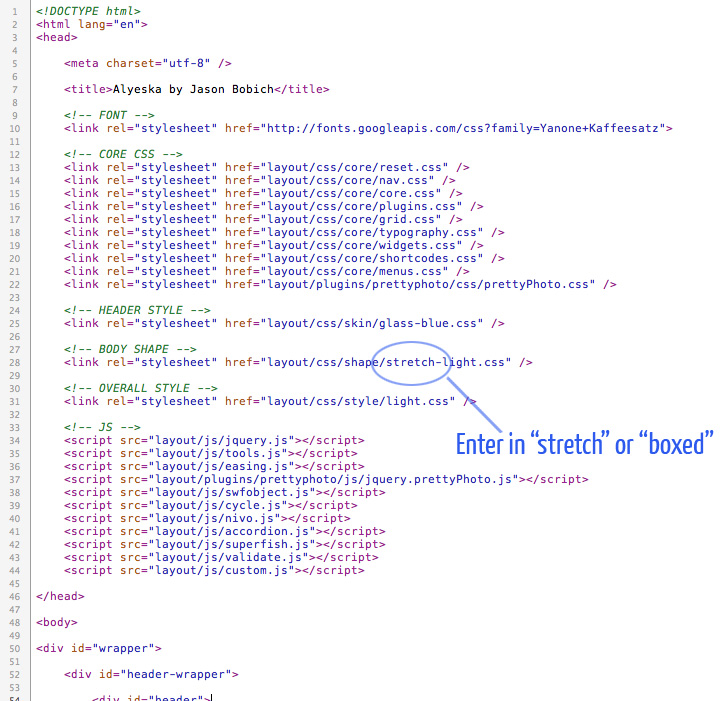 1 <!DOCTYPE html>
2 <html lang="en">
3 <head>
4
5 <meta charset="utf-8" />
6
7 <title>Alyeska by Jason Bobich</title>
8
9 <!-- FONT -->
10 <link rel="stylesheet" href="http://fonts.googleapis.com/css?family=Yanone+Kaffeesatz">
11
12 <!-- CORE CSS -->
13 <link rel="stylesheet" href="layout/css/core/reset.css" />
14 <link rel="stylesheet" href="layout/css/core/nav.css" />
15 <link rel="stylesheet" href="layout/css/core/core.css" />
16 <link rel="stylesheet" href="layout/css/core/plugins.css" />
17 <link rel="stylesheet" href="layout/css/core/grid.css" />
18 <link rel="stylesheet" href="layout/css/core/typography.css" />
19 <link rel="stylesheet" href="layout/css/core/widgets.css" />
20 <link rel="stylesheet" href="layout/css/core/shortcodes.css" />
21 <link rel="stylesheet" href="layout/css/core/menus.css" />
22 <link rel="stylesheet" href="layout/plugins/prettyphoto/css/prettyPhoto.css" />
23
24 <!-- HEADER STYLE -->
25 <link rel="stylesheet" href="layout/css/skin/glass-blue.css" />
26
27 <!-- BODY SHAPE -->
28 <link rel="stylesheet" href="layout/css/shape/stretch-light.css" />
29
30 <!-- OVERALL STYLE -->
31 <link rel="stylesheet" href="layout/css/style/light.css" />
32
Enter in “stretch” or “boxed”
33 <!-- JS -->
34 <script src="layout/js/jquery.js"></script>
35 <script src="layout/js/tools.js"></script>
36 <script src="layout/js/easing.js"></script>
37 <script src="layout/plugins/prettyphoto/js/jquery.prettyPhoto.js"></script>
38 <script src="layout/js/swfobject.js"></script>
39 <script src="layout/js/cycle.js"></script>
40 <script src="layout/js/nivo.js"></script>
41 <script src="layout/js/accordion.js"></script>
42 <script src="layout/js/superfish.js"></script>
43 <script src="layout/js/validate.js"></script>
44 <script src="layout/js/custom.js"></script>
45
46 </head>
47
48 <body>
49
50 <div id="wrapper">
51
52 <div id="header-wrapper">
53
54 <div id="header">